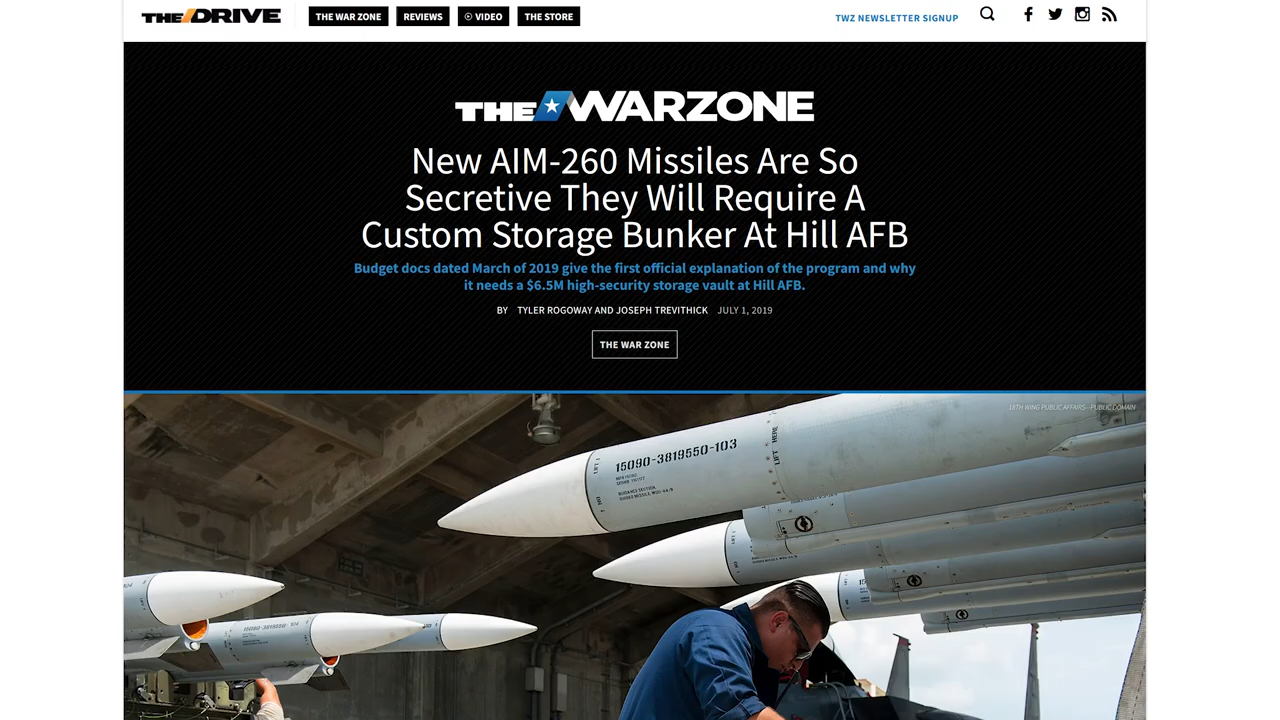 THE DRIVE
THE WAR ZONE
REVIEWS
VIDEO
THE STORE
TWZ NEWSLETTER SIGNUP
THE WARZONE
New AIM-260 Missiles Are So
Secretive They Will Require A
Custom Storage Bunker At Hill AFB
Budget docs dated March of 2019 give the first official explanation of the program and why
it needs a $6.5M high-security storage vault at Hill AFB.
BY TYLER ROGOWAY AND JOSEPH TREVITHICK JULY 1, 2019
THE WAR ZONE
18TH WING PUBLIC AFFAIRS—PUBLIC DOMAIN
15090-3819550-103
LIFT HERE